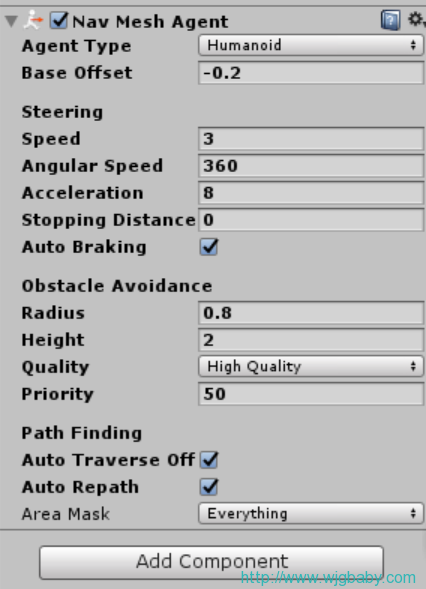 Nav Mesh Agent
Agent Type Humanoid
Base Offset -0.2
Steering
Speed 3
Angular Speed 360
Acceleration 8
Stopping Distance 0
Auto Braking
Obstacle Avoidance
Radius 0.8
Height 2
Quality High Quality
Priority 50
Path Finding
Auto Traverse Off
Auto Repath
Area Mask Everything
Add Component
http://www.wjgbaby.com